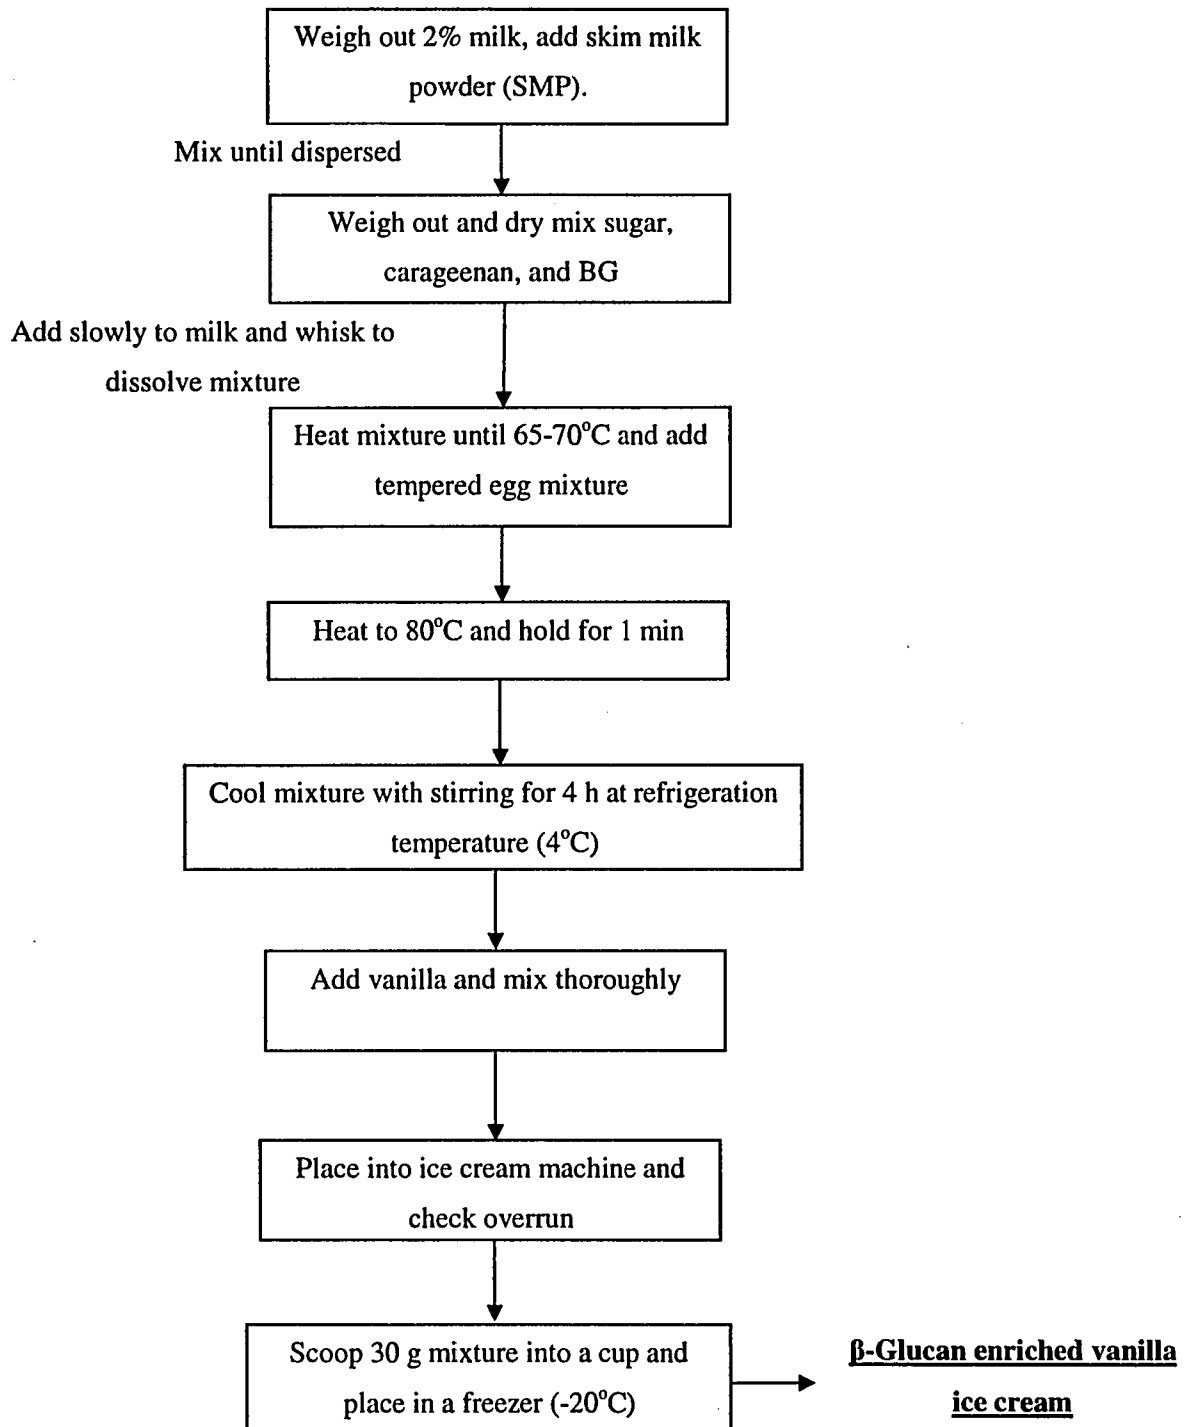 Weigh out 2% milk, add skim milk
powder (SMP).
Mix until dispersed
Weigh out and dry mix sugar,
carageenan, and BG
Add slowly to milk and whisk to
dissolve mixture
Heat mixture until 65-70°C and add
tempered egg mixture
Heat to 80°C and hold for 1 min
Cool mixture with stirring for 4 h at refrigeration
temperature (4°C)
Add vanilla and mix thoroughly
Place into ice cream machine and
check overrun
Scoop 30 g mixture into a cup and
place in a freezer (-20°C)
β-Glucan enriched vanilla
ice cream